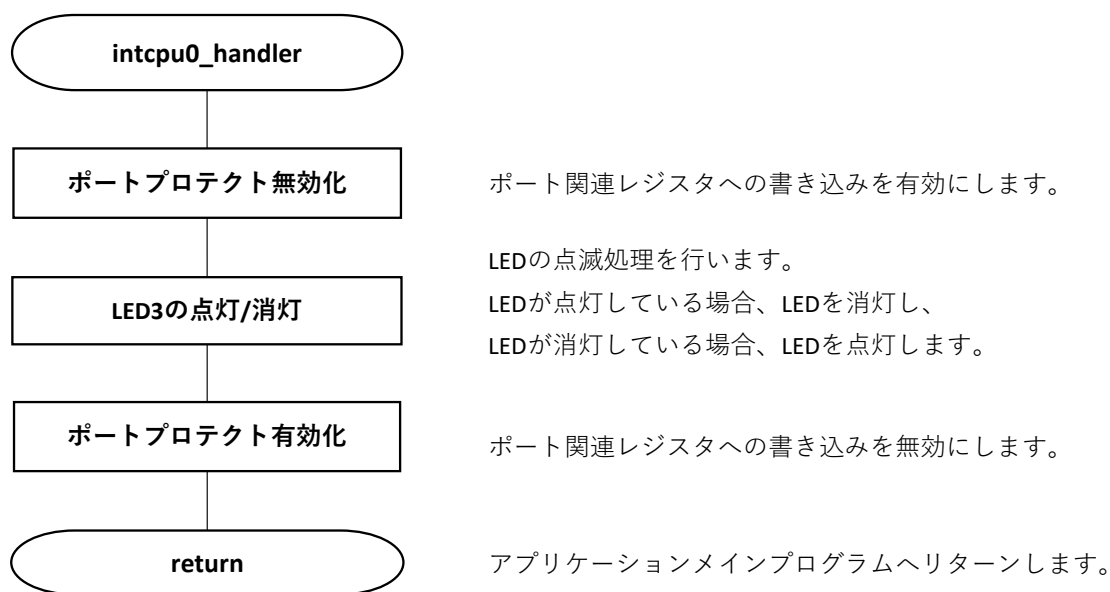 intcpu0_handler
ポートプロテクト無効化
ポート関連レジスタへの書き込みを有効にします。
LED3の点灯/消灯
LEDの点滅処理を行います。
LEDが点灯している場合、LEDを消灯し、
LEDが消灯している場合、LEDを点灯します。
ポートプロテクト有効化
ポート関連レジスタへの書き込みを無効にします。
return
アプリケーションメインプログラムへリターンします。